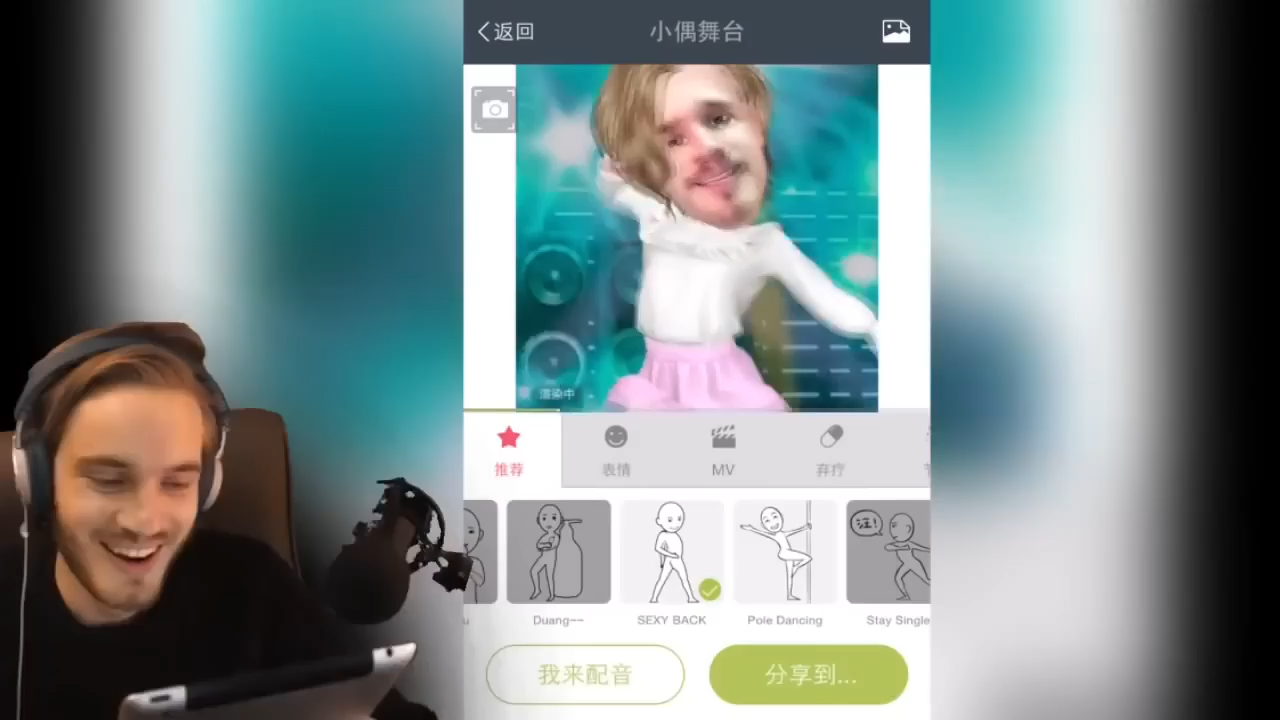 返回
小偶舞台
渲染中
推荐
表情
MV
弃疗
u
Duang~~
SEXY BACK
Pole Dancing
Stay Single
注!
我来配音
分享到...